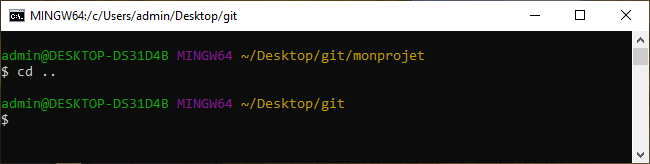 MINGW64:/c/Users/admin/Desktop/git
admin@DESKTOP-DS31D4B MINGW64 ~/Desktop/git/monprojet
$ cd ..
admin@DESKTOP-DS31D4B MINGW64 ~/Desktop/git
$